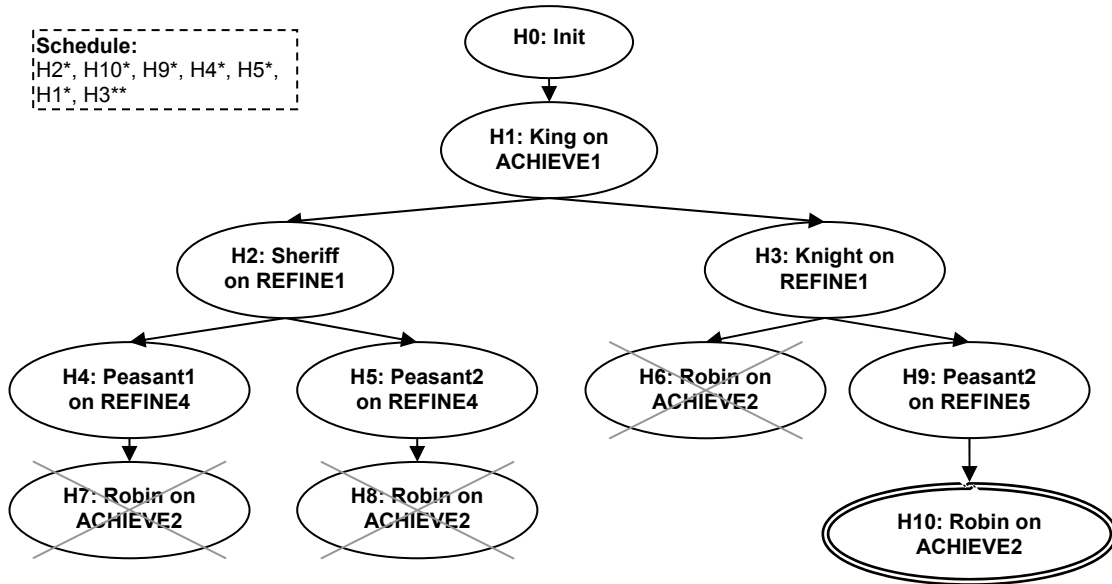 Schedule:
H2*, H10*, H9*, H4*, H5*,
H1*, H3**
H0: Init
H1: King on
ACHIEVE1
H2: Sheriff
on REFINE1
H3: Knight on
REFINE1
H4: Peasant1
on REFINE4
H5: Peasant2
on REFINE4
H6: Robin on
ACHIEVE2
H9: Peasant2
on REFINE5
H7: Robin on
ACHIEVE2
H8: Robin on
ACHIEVE2
H10: Robin on
ACHIEVE2